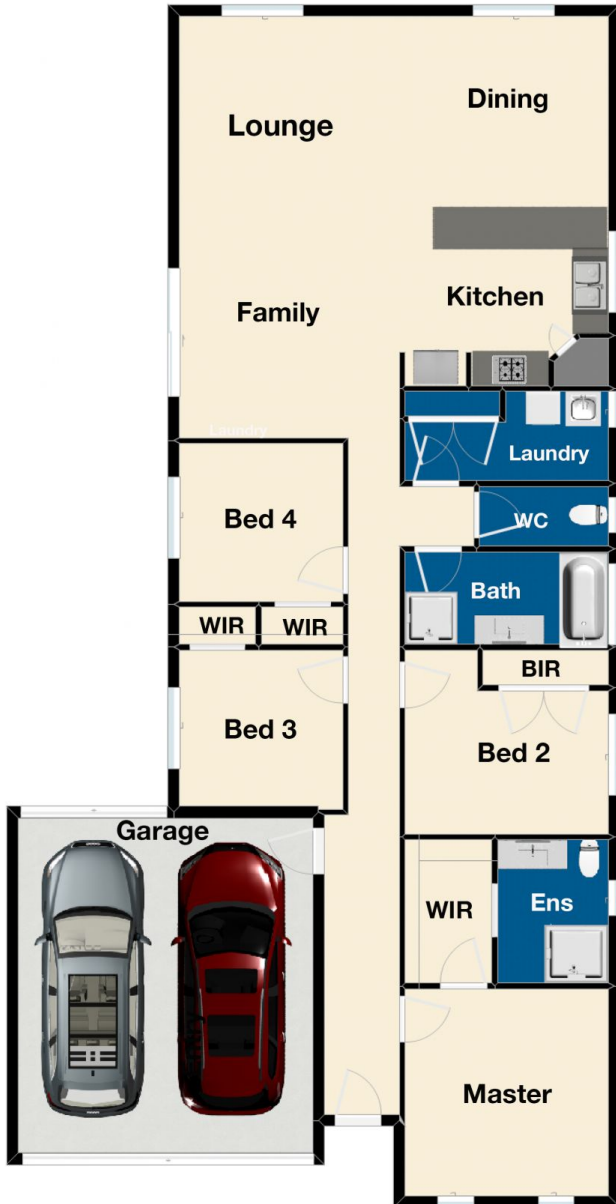 Dining
Lounge
Kitchen
Family
Laundry
Laundry
Bed 4
WC
Bath
WIR
WIR
BIR
Bed 3
Bed 2
Garage
WIR
Ens
Master